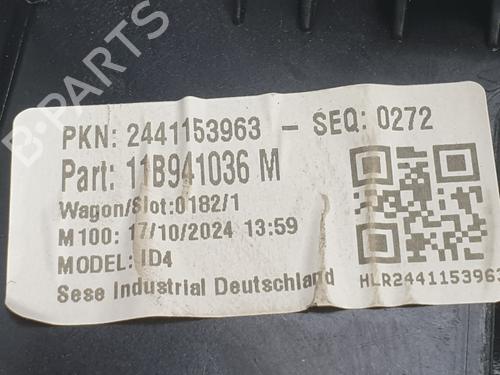 B-PARTS
PKN: 2441153963 - SEQ: 0272
Part: 11B941036 M
Wagon/Slot:0182/1
M100: 17/10/2024 13:59
MODEL: ID4
Sese Industrial Deutschland
HLR2441153963